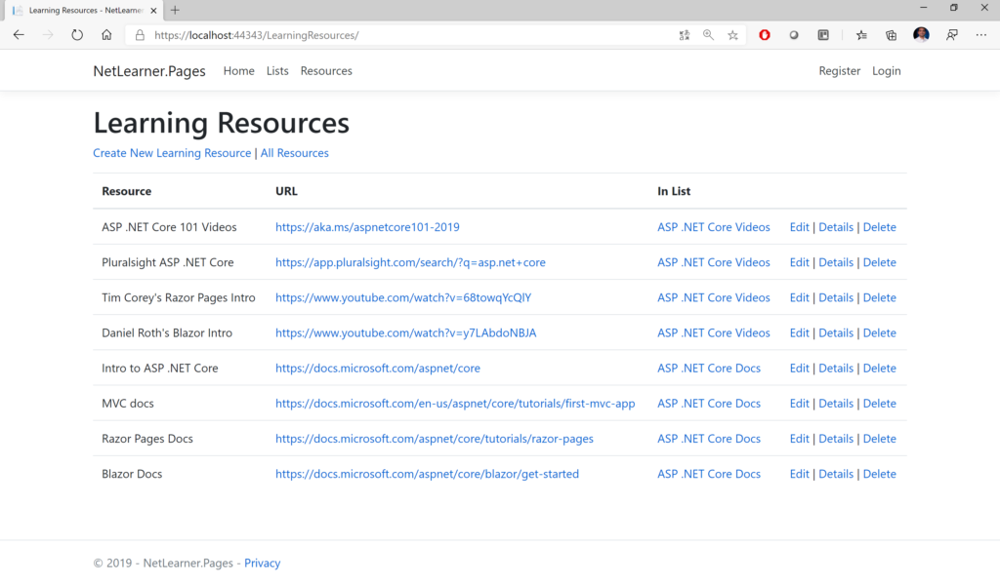 Learning Resources - NetLearne
https://localhost:44343/LearningResources/
NetLearner.Pages Home Lists Resources Register Login
Learning Resources
Create New Learning Resource | All Resources
Resource URL In List
ASP .NET Core 101 Videos https://aka.ms/aspnetcore101-2019 ASP .NET Core Videos Edit | Details | Delete
Pluralsight ASP .NET Core https://app.pluralsight.com/search/?q=asp.net+core ASP .NET Core Videos Edit | Details | Delete
Tim Corey's Razor Pages Intro https://www.youtube.com/watch?v=68towqYcQlY ASP .NET Core Videos Edit | Details | Delete
Daniel Roth's Blazor Intro https://www.youtube.com/watch?v=y7LAbdoNBJA ASP .NET Core Videos Edit | Details | Delete
Intro to ASP .NET Core https://docs.microsoft.com/aspnet/core ASP .NET Core Docs Edit | Details | Delete
MVC docs https://docs.microsoft.com/en-us/aspnet/core/tutorials/first-mvc-app ASP .NET Core Docs Edit | Details | Delete
Razor Pages Docs https://docs.microsoft.com/aspnet/core/tutorials/razor-pages ASP .NET Core Docs Edit | Details | Delete
Blazor Docs https://docs.microsoft.com/aspnet/core/blazor/get-started ASP .NET Core Docs Edit | Details | Delete
© 2019 - NetLearner.Pages - Privacy